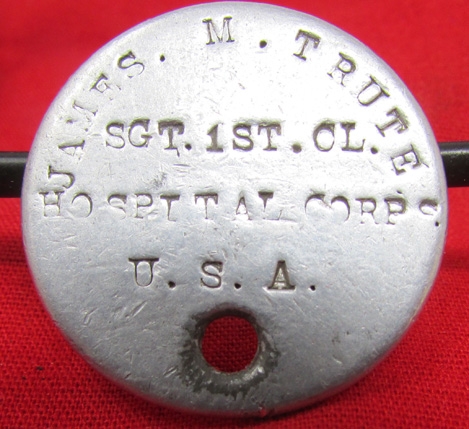 JAMES. M. TRUTE
SGT. 1ST. CL.
HOSPITAL CORPS.
U. S. A.